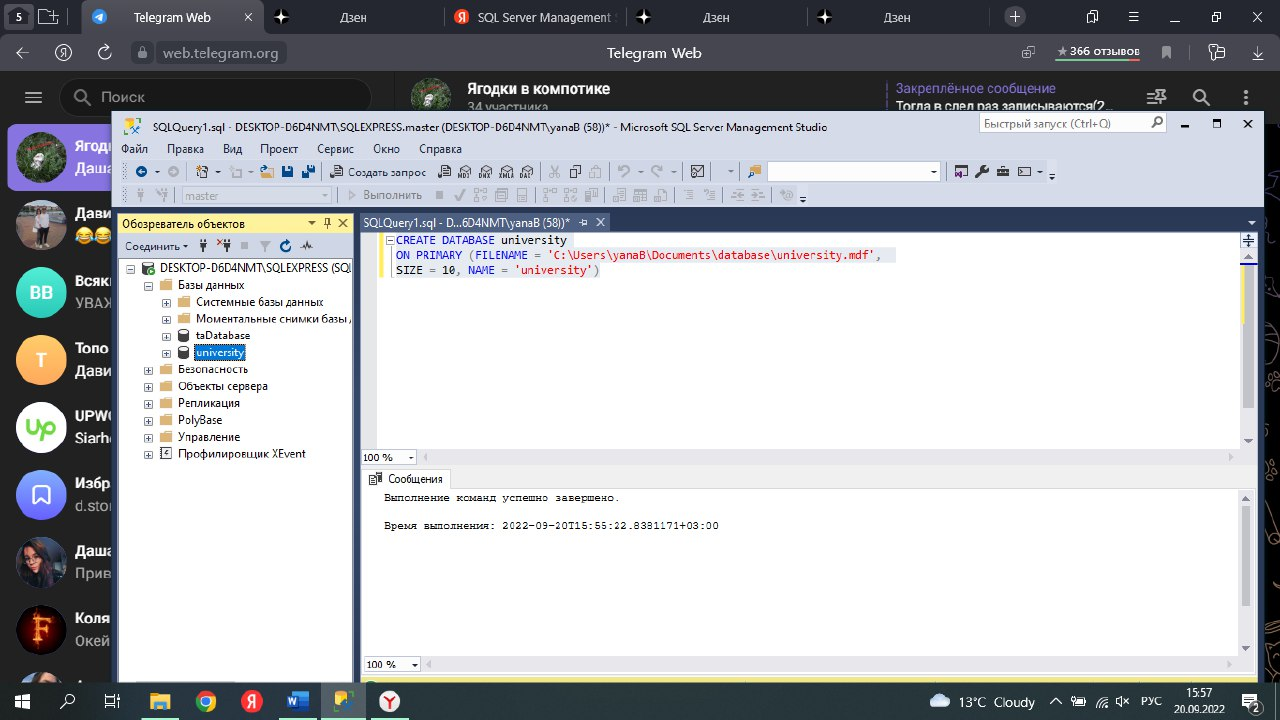 5
Telegram Web
Дзен
SQL Server Management
Дзен
Дзен
web.telegram.org
Telegram Web
366 отзывов
Поиск
Ягодки в компотике
34 участника
Закреплённое сообщение
Тогда в след раз записываются(2...
SQLQuery1.sql - DESKTOP-D6D4NMT\SQLEXPRESS.master (DESKTOP-D6D4NMT\yanaB (58))* - Microsoft SQL Server Management Studio
Быстрый запуск (Ctrl+Q)
Файл Правка Вид Проект Сервис Окно Справка
Создать запрос
master
Выполнить
Обозреватель объектов
Соединить
DESKTOP-D6D4NMT\SQLEXPRESS (SQL
Базы данных
Системные базы данных
Моментальные снимки базы
taDatabase
university
Безопасность
Объекты сервера
Репликация
PolyBase
Управление
Профилировщик XEvent
SQLQuery1.sql - D...6D4NMT\yanaB (58))*
CREATE DATABASE university
ON PRIMARY (FILENAME = 'C:\Users\yanaB\Documents\database\university.mdf',
SIZE = 10, NAME = 'university')
100 %
Сообщения
Выполнение команд успешно завершено.
Время выполнения: 2022-09-20T15:55:22.8381171+03:00
100 %
Ягод
Даша
Дави
BB
Всяки
УВАЖ
Т
Топо
Дави
Up
UPWO
Siarhe
Избр
d.stor
Даша
Прив
F
Коля
Окей
W
Я
Y
13°C Cloudy
РУС
15:57
20.09.2022
2